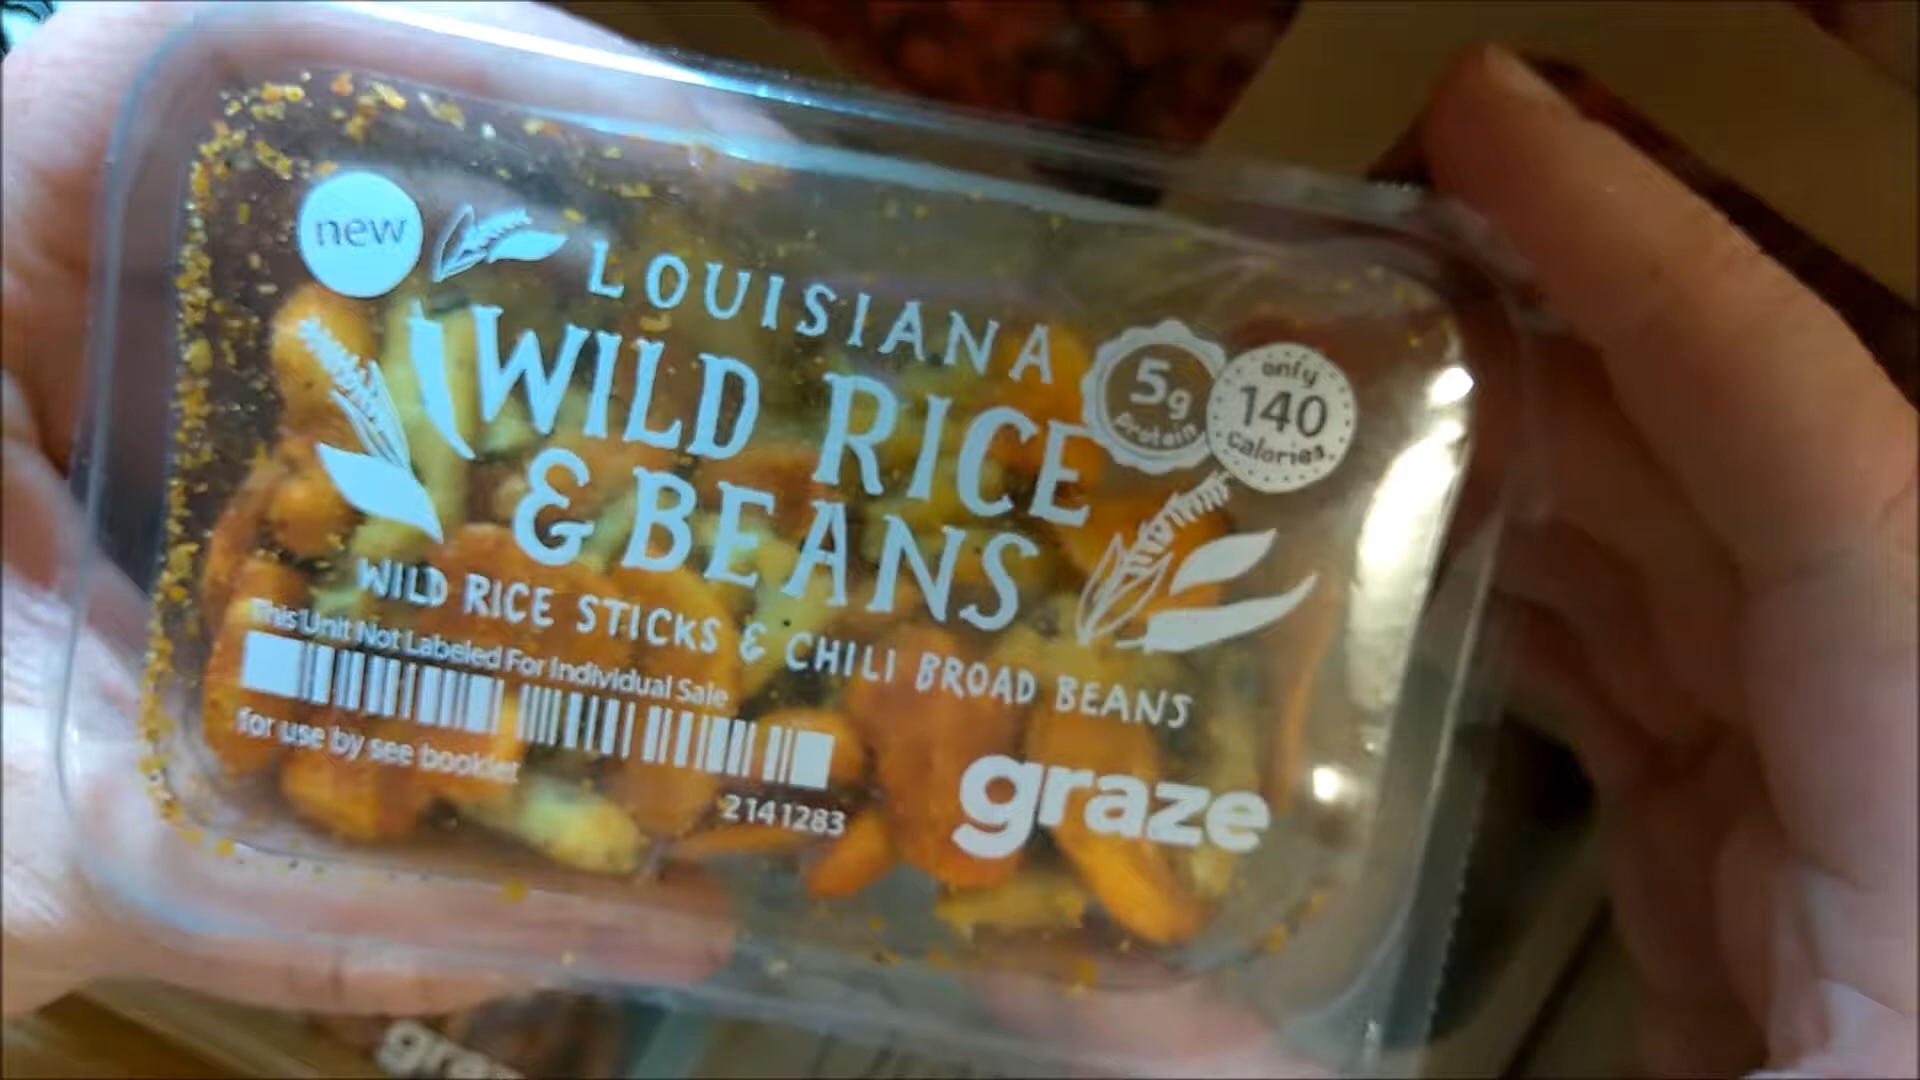 new
LOUISIANA
WILD RICE
& BEANS
5g
protein
only
140
calories
WILD RICE STICKS & CHILI BROAD BEANS
This Unit Not Labeled For Individual Sale
for use by see booklet
2141283
graze
gra